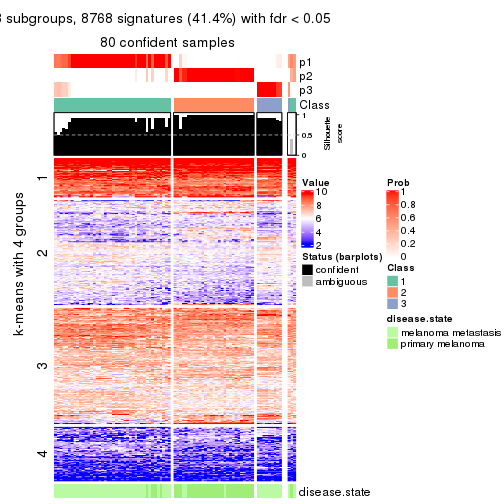 3 subgroups, 8768 signatures (41.4%) with fdr < 0.05
80 confident samples
p1
p2
p3
Class
1
0.5
0
Silhouette
score
k-means with 4 groups
1
2
3
4
Value
10
8
6
4
2
Status (barplots)
confident
ambiguous
Prob
1
0.8
0.6
0.4
0.2
0
Class
1
2
3
disease.state
melanoma metastasis
primary melanoma
disease.state